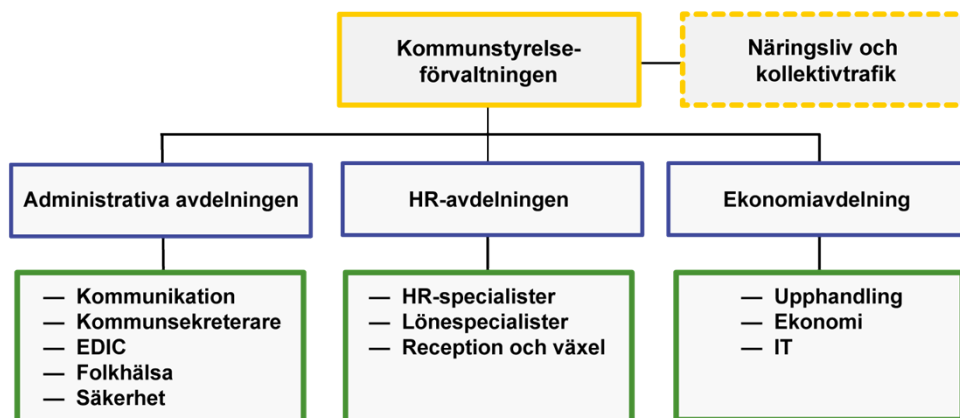 Kommunstyrelse-
förvaltningen
Näringsliv och
kollektivtrafik
Administrativa avdelningen
HR-avdelningen
Ekonomiavdelning
— Kommunikation
— Kommunsekreterare
— EDIC
— Folkhälsa
— Säkerhet
— HR-specialister
— Lönespecialister
— Reception och växel
— Upphandling
— Ekonomi
— IT